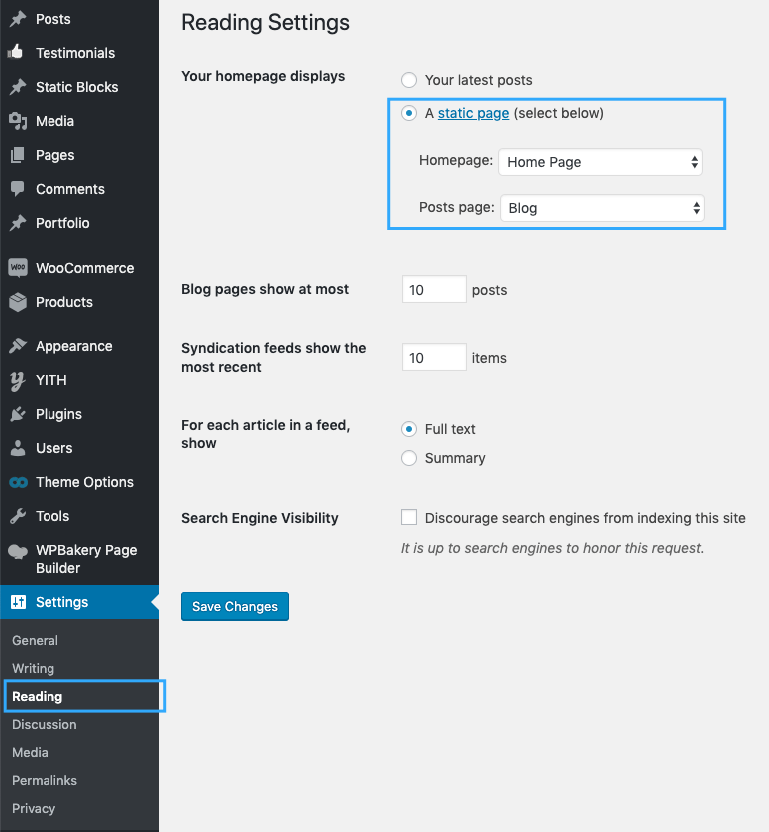 Posts
Testimonials
Static Blocks
Media
Pages
Comments
Portfolio
WOO
WooCommerce
Products
Appearance
YITH
Plugins
Users
Theme Options
Tools
WPBakery Page
Builder
Settings
General
Writing
Reading
Discussion
Media
Permalinks
Privacy
Reading Settings
Your homepage displays
Your latest posts
A static page (select below)
Homepage: Home Page
Posts page: Blog
Blog pages show at most 10 posts
Syndication feeds show the
most recent
10 items
For each article in a feed,
show
Full text
Summary
Search Engine Visibility
Discourage search engines from indexing this site
It is up to search engines to honor this request.
Save Changes